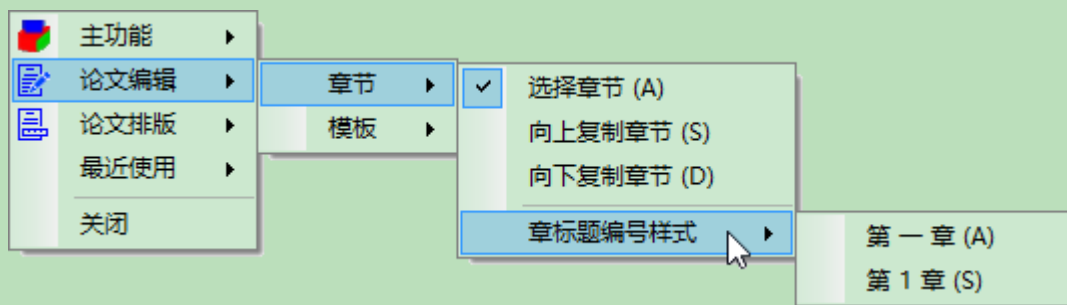 主功能
论文编辑
论文排版
最近使用
关闭
章节
模板
选择章节 (A)
向上复制章节 (S)
向下复制章节 (D)
章标题编号样式
第 一 章 (A)
第 1 章 (S)